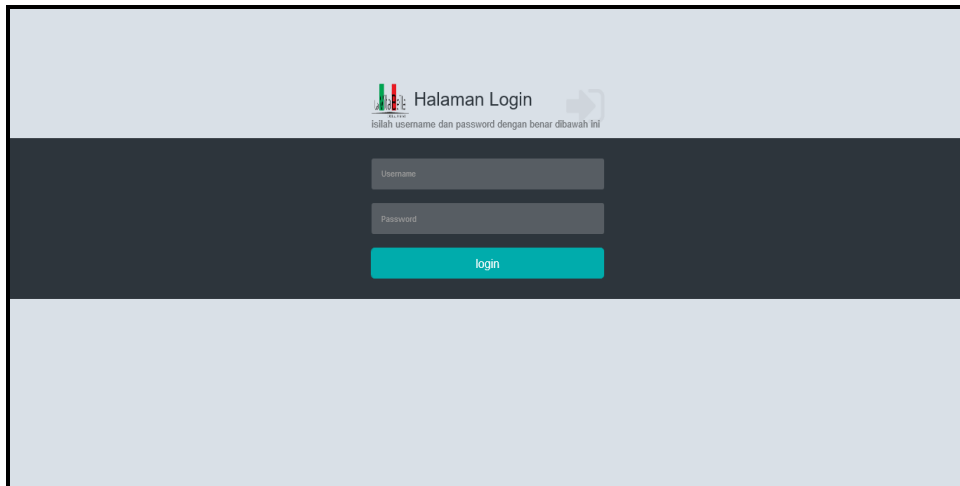 Halaman Login
isilah username dan password dengan benar dibawah ini
Username
Password
login